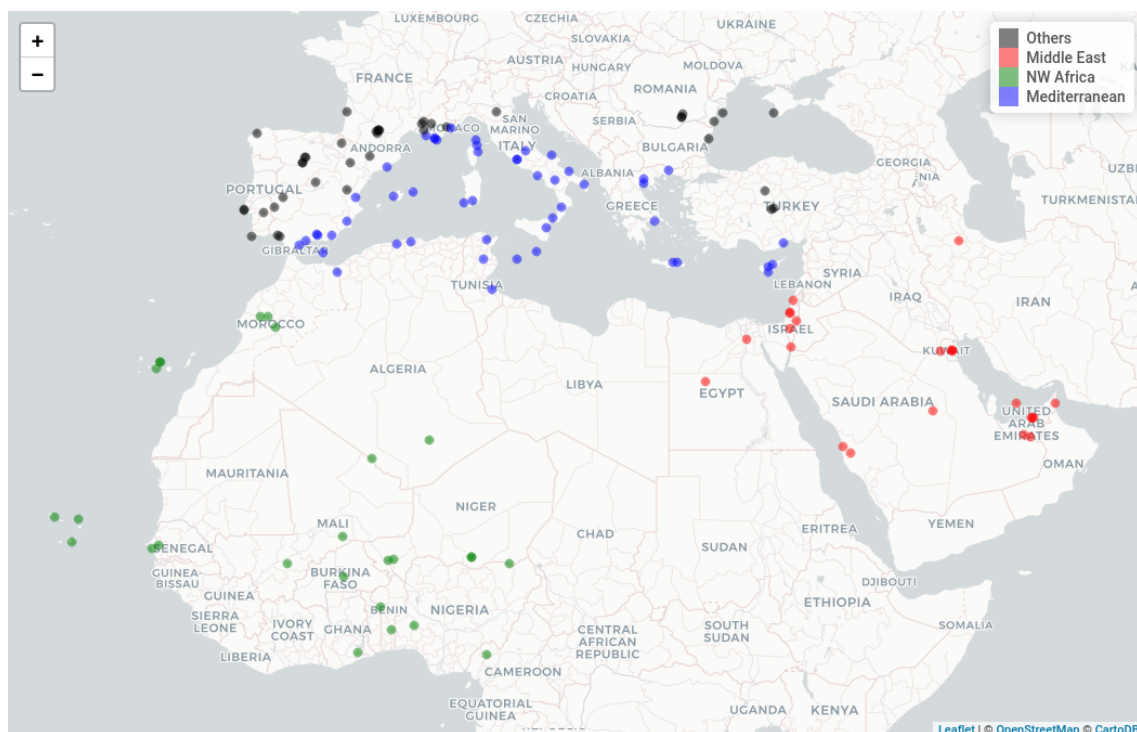 LUXEMBOURG
CZECHIA
UKRAINE
+
−
Others
Middle East
NW Africa
Mediterranean
SLOVAKIA
AUSTRIA
HUNGARY
MOLDOVA
FRANCE
CROATIA
ROMANIA
MONACO
SAN
MARINO
ITALY
SERBIA
ANDORRA
BULGARIA
GEORGIA
ALBANIA
PORTUGAL
GREECE
TURKEY
TURKMENISTAN
GIBRALTAR
SYRIA
TUNISIA
LEBANON
IRAQ
IRAN
MOROCCO
ISRAEL
KUWAIT
ALGERIA
LIBYA
EGYPT
SAUDI ARABIA
UNITED
ARAB
EMIRATES
OMAN
MAURITANIA
NIGER
MALI
CHAD
SUDAN
ERITREA
YEMEN
SENEGAL
GUINEA
BISSAU
BURKINA
FASO
DJIBOUTI
GUINEA
BENIN
NIGERIA
ETHIOPIA
SIERRA
LEONE
IVORY
COAST
GHANA
CENTRAL
AFRICAN
REPUBLIC
SOUTH
SUDAN
SOMALIA
LIBERIA
CAMEROON
EQUATORIAL
GUINEA
UGANDA
KENYA
Leaflet | © OpenStreetMap © CartoDB